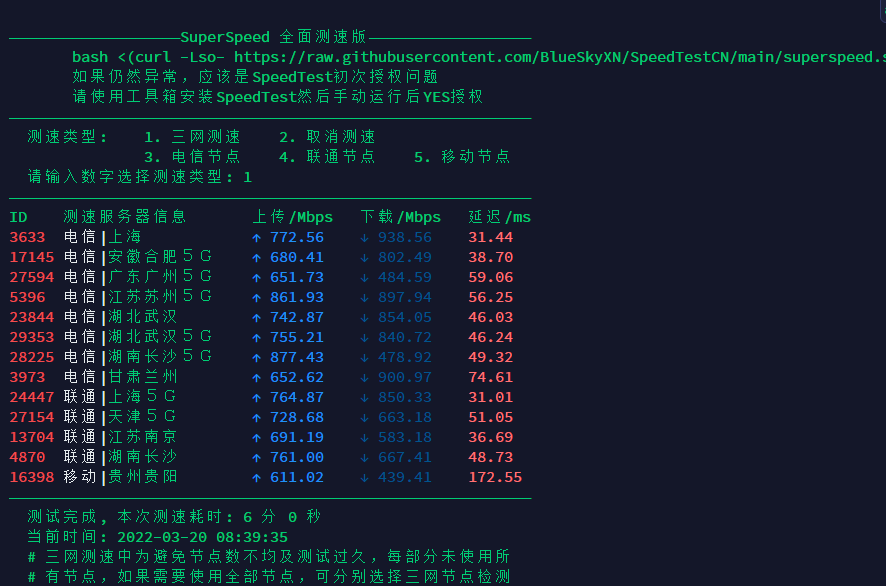 SuperSpeed 全面测速版
bash <(curl -Lso- https://raw.githubusercontent.com/BlueSkyXN/SpeedTestCN/main/superspeed.s
如果仍然异常，应该是SpeedTest初次授权问题
请使用工具箱安装SpeedTest然后手动运行后YES授权
测速类型： 1. 三网测速 2. 取消测速
3. 电信节点 4. 联通节点 5. 移动节点
请输入数字选择测速类型: 1
ID 测速服务器信息 上传/Mbps 下载/Mbps 延迟/ms
3633 电信|上海 ↑ 772.56 ↓ 938.56 31.44
17145 电信|安徽合肥５Ｇ ↑ 680.41 ↓ 802.49 38.70
27594 电信|广东广州５Ｇ ↑ 651.73 ↓ 484.59 59.06
5396 电信|江苏苏州５Ｇ ↑ 861.93 ↓ 897.94 56.25
23844 电信|湖北武汉 ↑ 742.87 ↓ 854.05 46.03
29353 电信|湖北武汉５Ｇ ↑ 755.21 ↓ 840.72 46.24
28225 电信|湖南长沙５Ｇ ↑ 877.43 ↓ 478.92 49.32
3973 电信|甘肃兰州 ↑ 652.62 ↓ 900.97 74.61
24447 联通|上海５Ｇ ↑ 764.87 ↓ 850.33 31.01
27154 联通|天津５Ｇ ↑ 728.68 ↓ 663.18 51.05
13704 联通|江苏南京 ↑ 691.19 ↓ 583.18 36.69
4870 联通|湖南长沙 ↑ 761.00 ↓ 667.41 48.73
16398 移动|贵州贵阳 ↑ 611.02 ↓ 439.41 172.55
测试完成, 本次测速耗时: 6 分 0 秒
当前时间: 2022-03-20 08:39:35
# 三网测速中为避免节点数不均及测试过久，每部分未使用所
# 有节点，如果需要使用全部节点，可分别选择三网节点检测